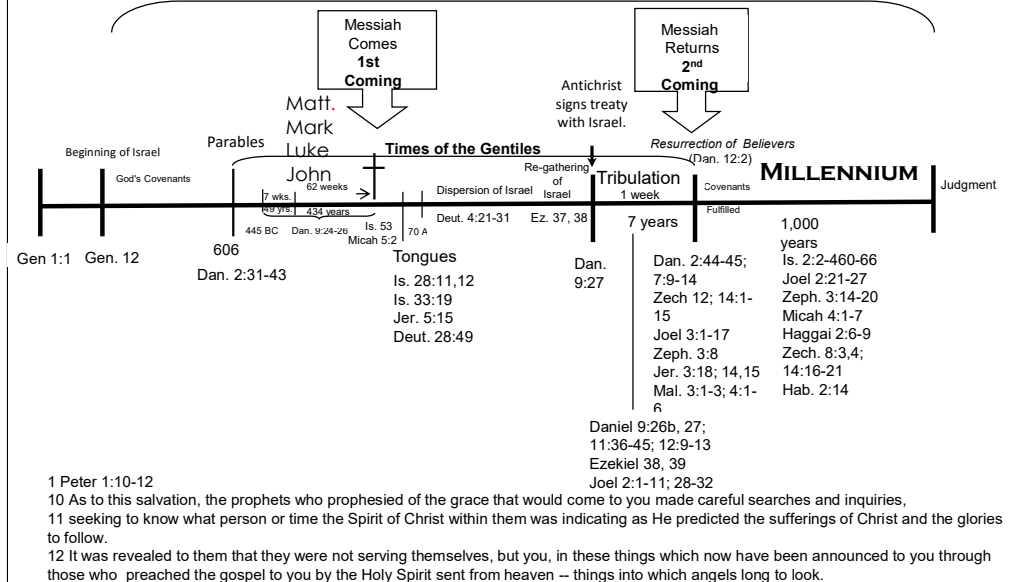 Messiah
Comes
1st
Coming
Messiah
Returns
2nd
Coming
Antichrist
signs treaty
with Israel.
Matt.
Mark
Luke
John
Parables
Times of the Gentiles
Resurrection of Believers
(Dan. 12:2)
Beginning of Israel
God's Covenants
7 wks.
49 yrs.
62 weeks
434 years
445 BC
Dan. 9:24-26
Is. 53
Micah 5:2
70 A
Dispersion of Israel
Deut. 4:21-31
Re-gathering
of
Israel
Ez. 37, 38
Tribulation
1 week
7 years
Covenants
Fulfilled
MILLENNIUM
1,000
years
Judgment
Gen 1:1
Gen. 12
606
Dan. 2:31-43
Tongues
Is. 28:11,12
Is. 33:19
Jer. 5:15
Deut. 28:49
Dan.
9:27
Dan. 2:44-45;
7:9-14
Zech 12; 14:1-
15
Joel 3:1-17
Zeph. 3:8
Jer. 3:18; 14,15
Mal. 3:1-3; 4:1-
6
Is. 2:2-460-66
Joel 2:21-27
Zeph. 3:14-20
Micah 4:1-7
Haggai 2:6-9
Zech. 8:3,4;
14:16-21
Hab. 2:14
Daniel 9:26b, 27;
11:36-45; 12:9-13
Ezekiel 38, 39
Joel 2:1-11; 28-32
1 Peter 1:10-12
10 As to this salvation, the prophets who prophesied of the grace that would come to you made careful searches and inquiries,
11 seeking to know what person or time the Spirit of Christ within them was indicating as He predicted the sufferings of Christ and the glories
to follow.
12 It was revealed to them that they were not serving themselves, but you, in these things which now have been announced to you through
those who preached the gospel to you by the Holy Spirit sent from heaven -- things into which angels long to look.